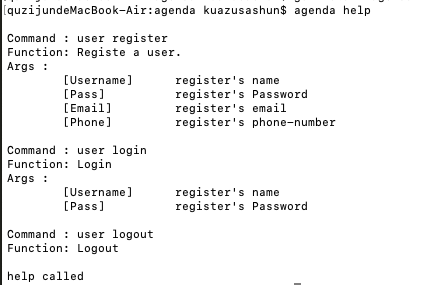 quzijundeMacBook-Air:agenda kuazusashun$ agenda help
Command : user register
Function: Registe a user.
Args :
[Username] register's name
[Pass] register's Password
[Email] register's email
[Phone] register's phone-number
Command : user login
Function: Login
Args :
[Username] register's name
[Pass] register's Password
Command : user logout
Function: Logout
help called